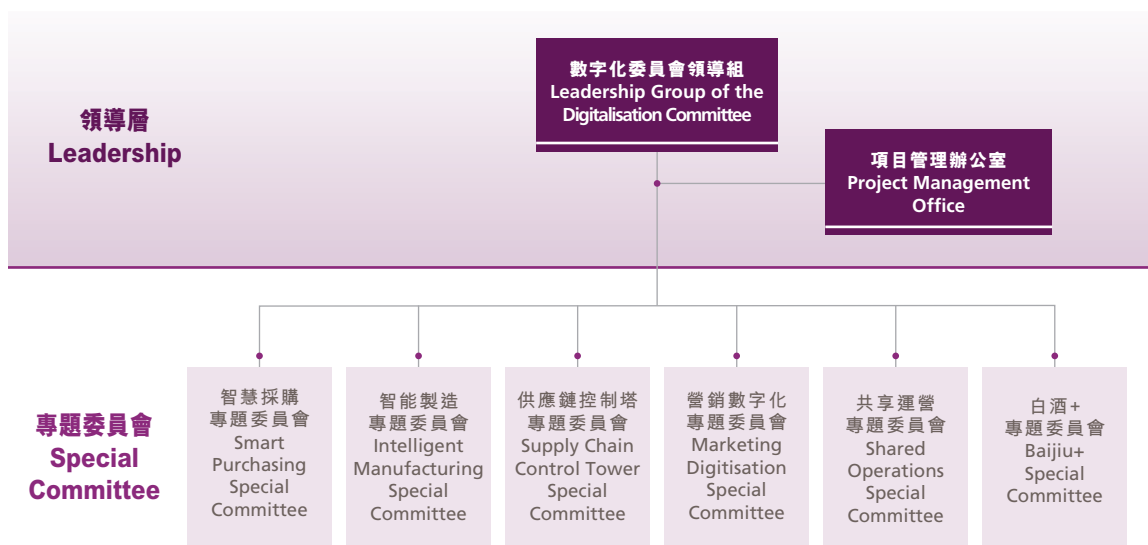 數字化委員會領導組
Leadership Group of the
Digitalisation Committee
領導層
Leadership
項目管理辦公室
Project Management
Office
專題委員會
Special
Committee
智慧採購
專題委員會
Smart
Purchasing
Special
Committee
智能製造
專題委員會
Intelligent
Manufacturing
Special
Committee
供應鏈控制塔
專題委員會
Supply Chain
Control Tower
Special
Committee
營銷數字化
專題委員會
Marketing
Digitisation
Special
Committee
共享運營
專題委員會
Shared
Operations
Special
Committee
白酒+
專題委員會
Baijiu+
Special
Committee